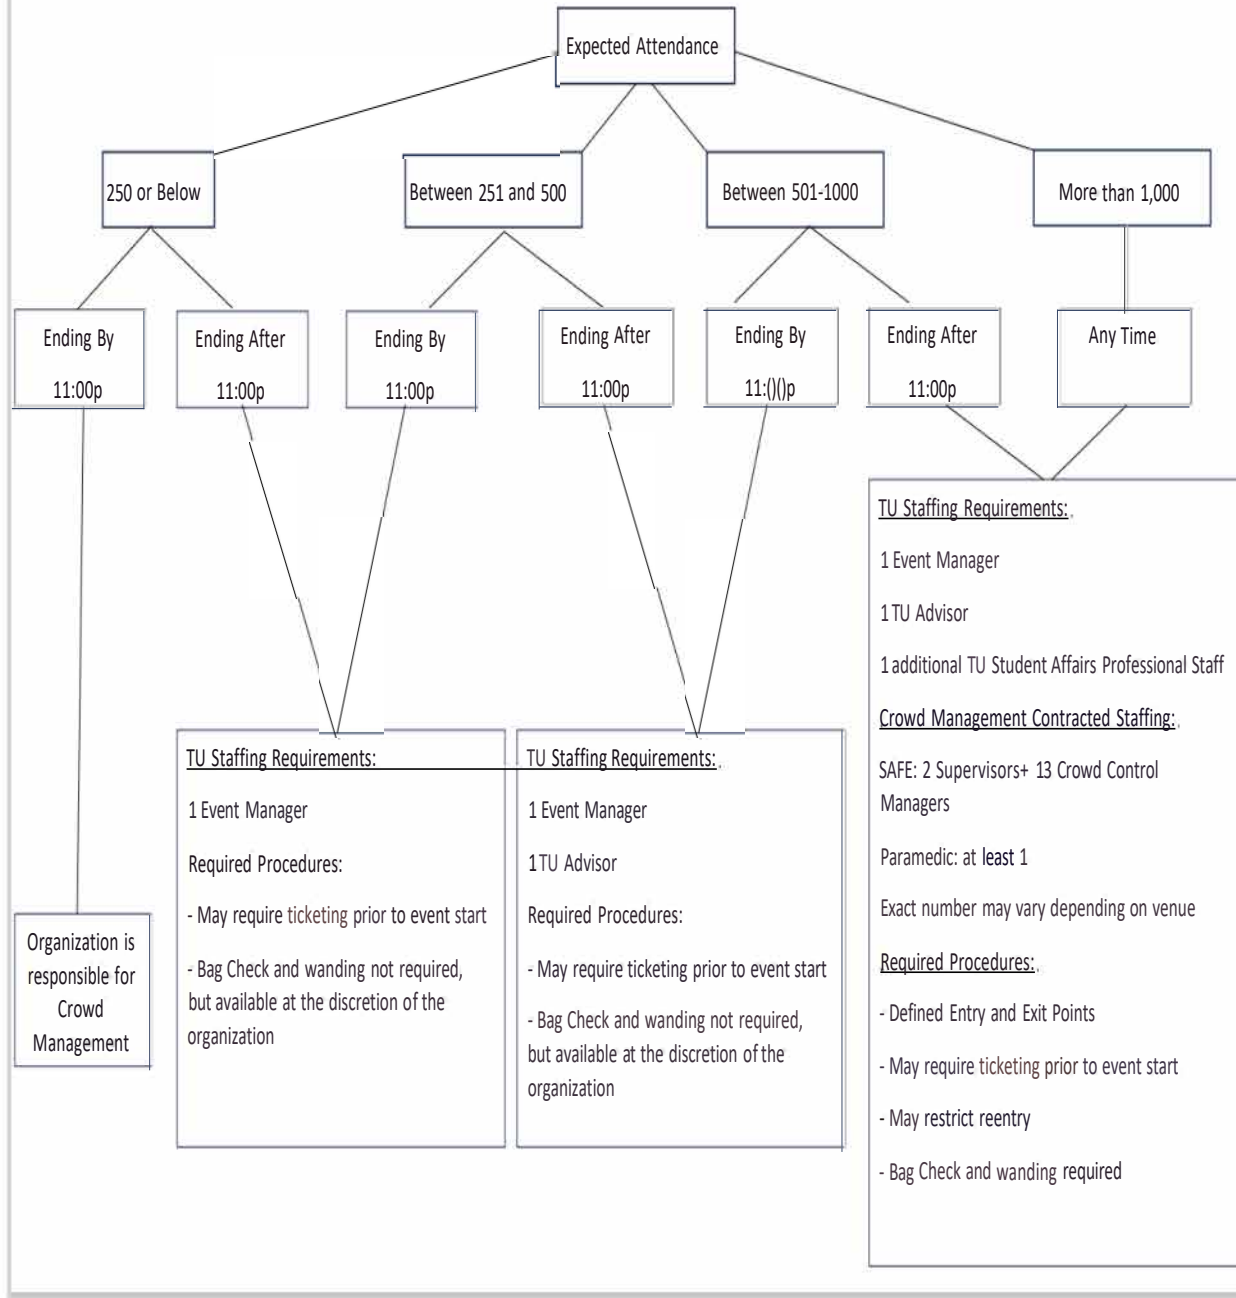 Expected Attendance
250 or Below
Between 251 and 500
Between 501-1000
More than 1,000
Ending By
11:00p
Ending After
11:00p
Ending By
11:00p
Ending After
11:00p
Ending By
11:()()p
Ending After
11:00p
Any Time
Organization is
responsible for
Crowd
Management
TU Staffing Requirements:
1 Event Manager
Required Procedures:
- May require ticketing prior to event start
- Bag Check and wanding not required,
but available at the discretion of the
organization
TU Staffing Requirements:
1 Event Manager
1 TU Advisor
Required Procedures:
- May require ticketing prior to event start
- Bag Check and wanding not required,
but available at the discretion of the
organization
TU Staffing Requirements:
1 Event Manager
1 TU Advisor
1 additional TU Student Affairs Professional Staff
Crowd Management Contracted Staffing:
SAFE: 2 Supervisors+ 13 Crowd Control
Managers
Paramedic: at least 1
Exact number may vary depending on venue
Required Procedures:
- Defined Entry and Exit Points
- May require ticketing prior to event start
- May restrict reentry
- Bag Check and wanding required